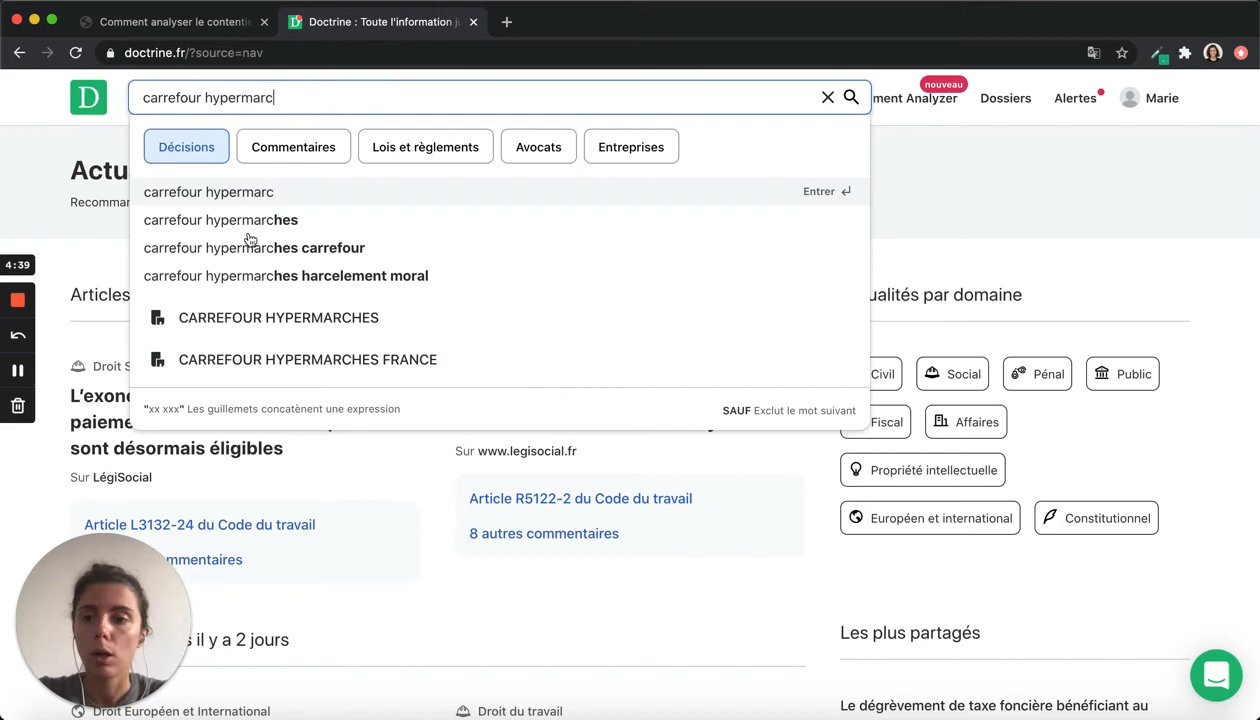 Comment analyser le contentie
Doctrine : Toute l'information ju
doctrine.fr/?source=nav
D
carrefour hypermarc
nouveau
ment Analyzer
Dossiers
Alertes
Marie
Décisions
Commentaires
Lois et règlements
Avocats
Entreprises
Actu
Recommar
carrefour hypermarc
Entrer
carrefour hypermarches
carrefour hypermarches carrefour
carrefour hypermarches harcelement moral
CARREFOUR HYPERMARCHES
CARREFOUR HYPERMARCHES FRANCE
"xx xxx" Les guillemets concatènent une expression
SAUF Exclut le mot suivant
4:39
Articles
ualités par domaine
Droit S
Civil
Social
Pénal
Public
L'exone
paieme
Fiscal
Affaires
sont désormais éligibles
Sur LégiSocial
Sur www.legisocial.fr
Propriété intellectuelle
Article L3132-24 du Code du travail
mmentaires
Article R5122-2 du Code du travail
8 autres commentaires
Européen et international
Constitutionnel
s il y a 2 jours
Les plus partagés
Droit Européen et International
Droit du travail
Le dégrèvement de taxe foncière bénéficiant au